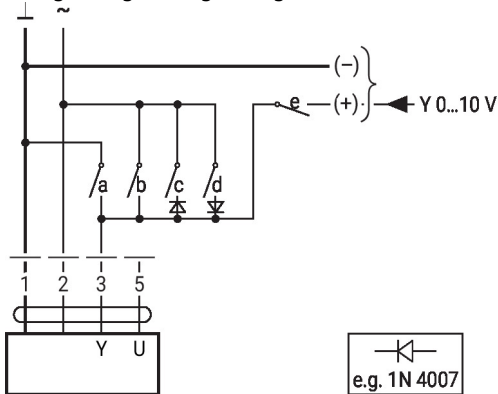 ⊥ ~
(−)
e (+) Y 0...10 V
a b c d
1 2 3 5
Y U
e.g. 1N 4007